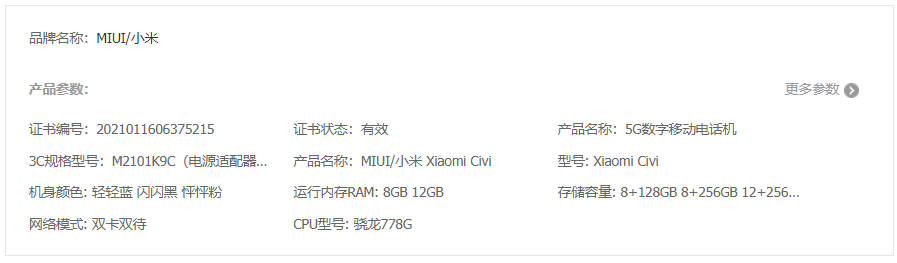 品牌名称：MIUI/小米
产品参数： 更多参数
证书编号：2021011606375215 证书状态：有效 产品名称：5G数字移动电话机
3C规格型号：M2101K9C（电源适配器... 产品名称：MIUI/小米 Xiaomi Civi 型号: Xiaomi Civi
机身颜色: 轻轻蓝 闪闪黑 怦怦粉 运行内存RAM: 8GB 12GB 存储容量: 8+128GB 8+256GB 12+256...
网络模式: 双卡双待 CPU型号: 骁龙778G